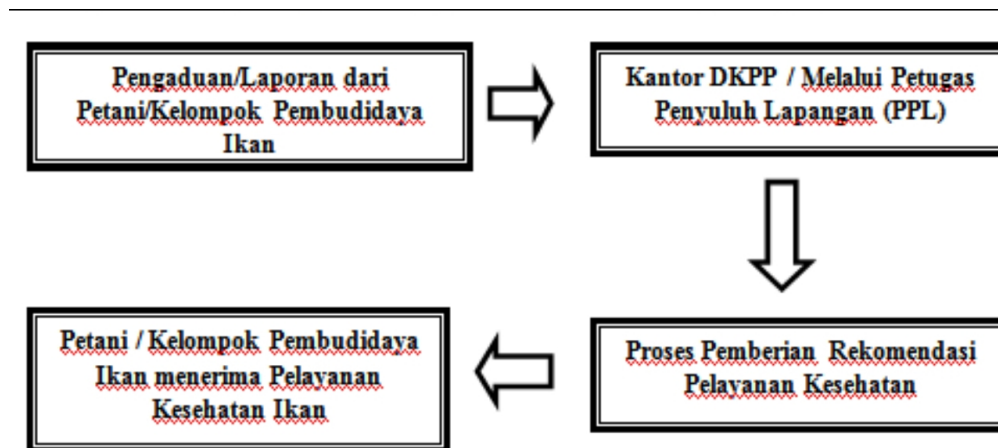 Pengaduan/Laporan dari
Petani/Kelompok Pembudidaya
Ikan
Kantor DKPP / Melalui Petugas
Penyuluh Lapangan (PPL)
Proses Pemberian Rekomendasi
Pelayanan Kesehatan
Petani / Kelompok Pembudidaya
Ikan menerima Pelayanan
Kesehatan Ikan